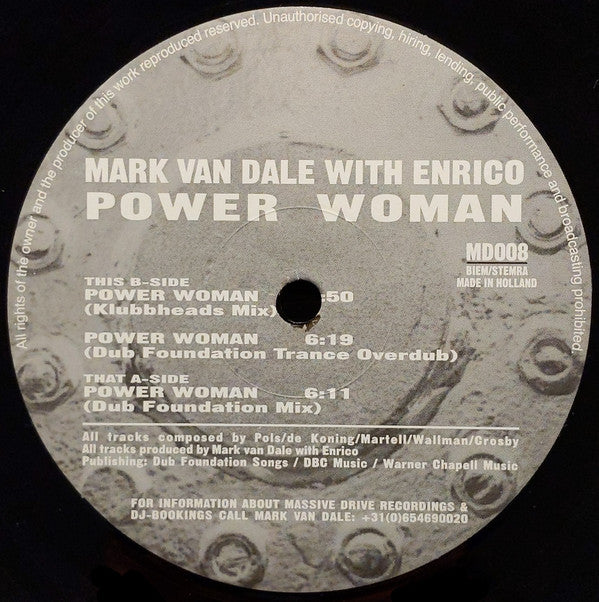 All rights of the owner and the producer of this work reproduced reserved. Unauthorised copying, hiring, lending, public performance and broadcasting prohibited.
MARK VAN DALE WITH ENRICO
POWER WOMAN
MD008
BIEM/STEMRA
MADE IN HOLLAND
THIS B-SIDE
POWER WOMAN :50
(Klubbheads Mix)
POWER WOMAN 6:19
(Dub Foundation Trance Overdub)
THAT A-SIDE
POWER WOMAN 6:11
(Dub Foundation Mix)
All tracks composed by Pols/de Koning/Martell/Wallman/Crosby
All tracks produced by Mark van Dale with Enrico
Publishing: Dub Foundation Songs / DBC Music / Warner Chapell Music
FOR INFORMATION ABOUT MASSIVE DRIVE RECORDINGS &
DJ-BOOKINGS CALL MARK VAN DALE: +31(0)654690020